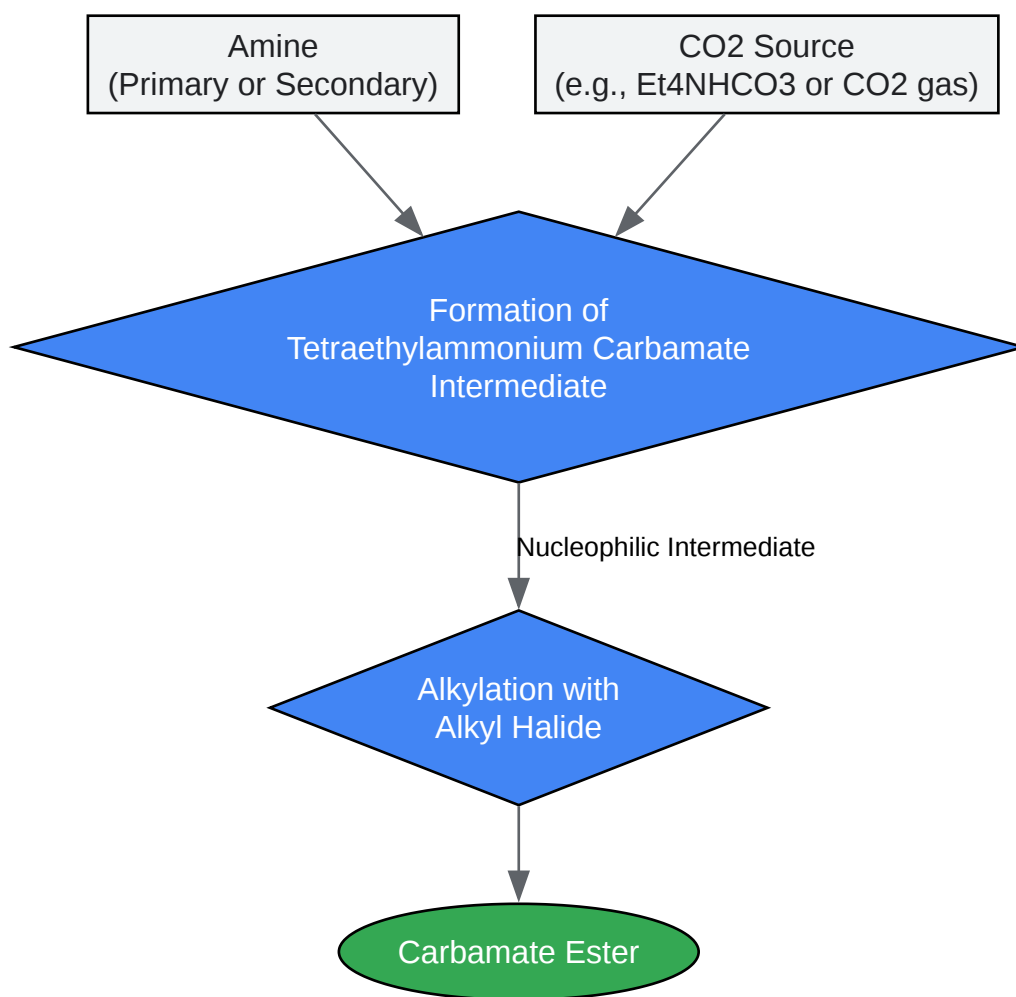 Amine
(Primary or Secondary)
CO2 Source
(e.g., Et4NHCO3 or CO2 gas)
Formation of
Tetraethylammonium Carbamate
Intermediate
Nucleophilic Intermediate
Alkylation with
Alkyl Halide
Carbamate Ester